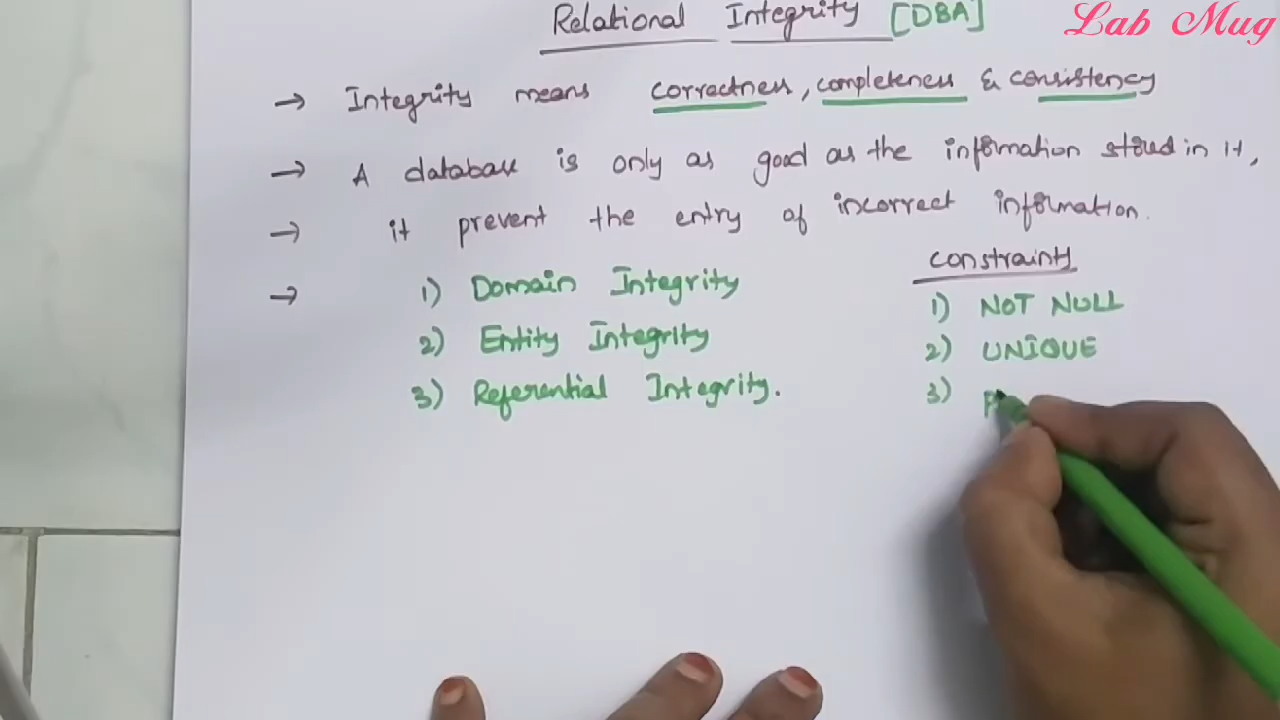 Relational Integrity [DBA]
Lab Mug
→ Integrity means correctness, completeness & consistency
→ A database is only as good as the information stored in it,
→ it prevent the entry of incorrect information.
constraints
→ 1) Domain Integrity
1) NOT NULL
2) Entity Integrity
2) UNIQUE
3) Referential Integrity.
3) P